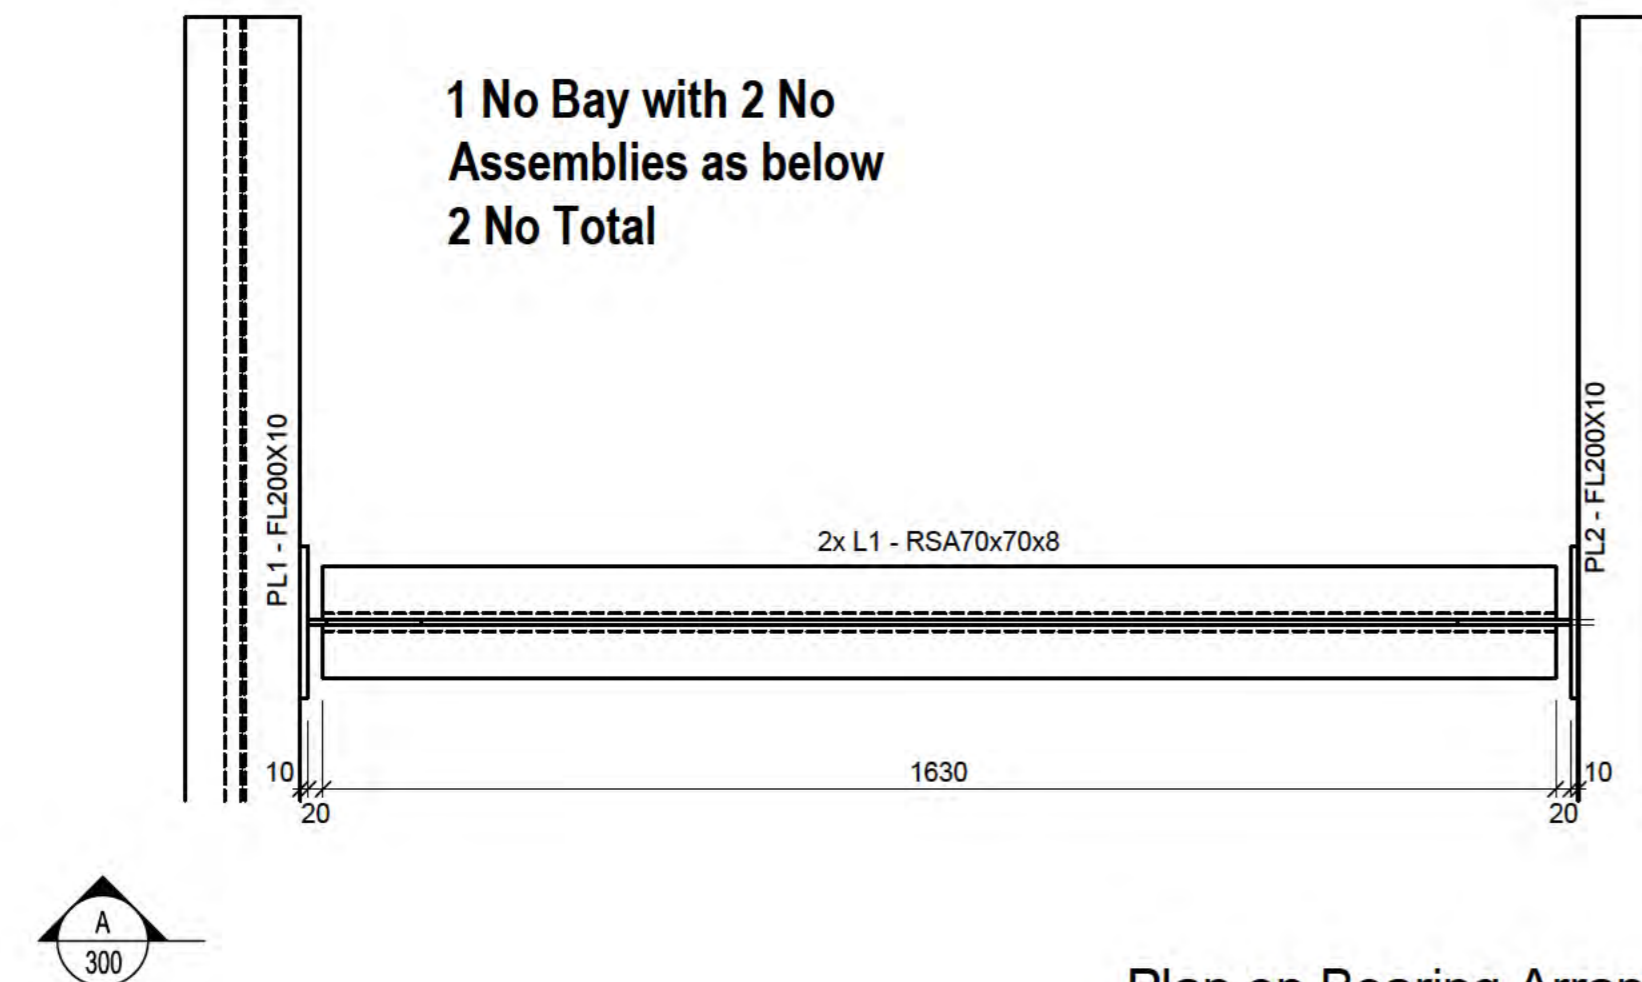 1 No Bay with 2 No
Assemblies as below
2 No Total
PL1 - FL200X10
PL2 - FL200X10
2x L1 - RSA70x70x8
10
20
1630
20
10
A
300